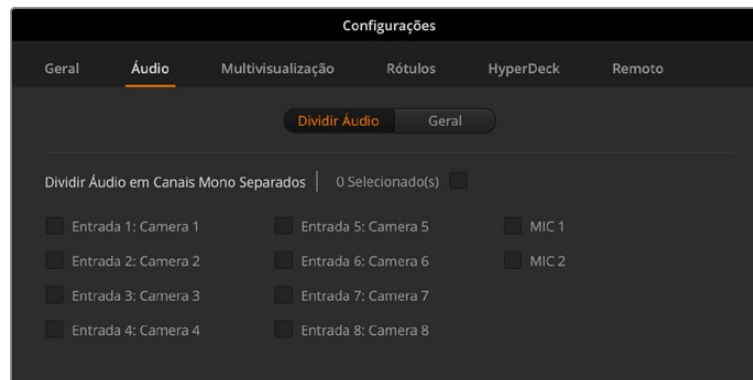 Configurações
Geral Áudio Multivisualização Rótulos HyperDeck Remoto
Dividir Áudio Geral
Dividir Áudio em Canais Mono Separados 0 Selecionado(s)
Entrada 1: Camera 1 Entrada 5: Camera 5 MIC 1
Entrada 2: Camera 2 Entrada 6: Camera 6 MIC 2
Entrada 3: Camera 3 Entrada 7: Camera 7
Entrada 4: Camera 4 Entrada 8: Camera 8